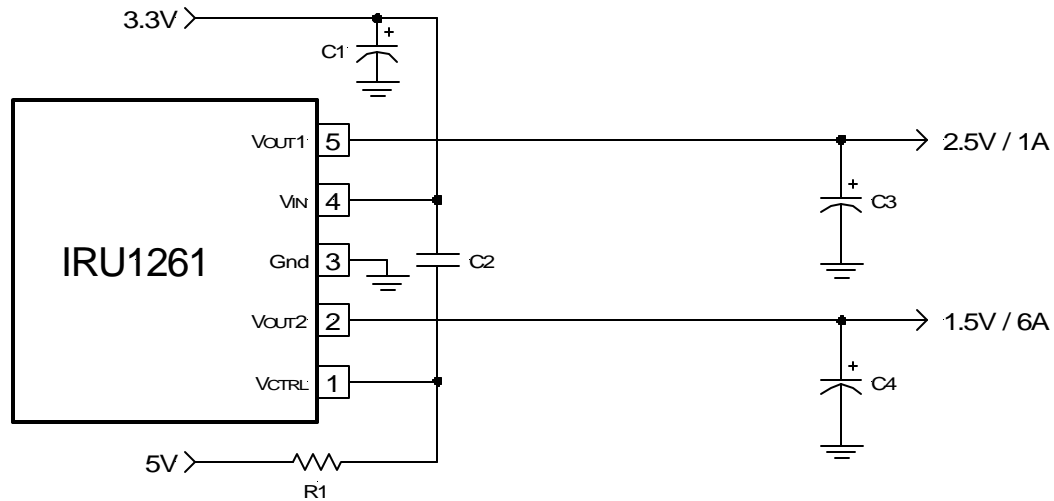 3.3V
C1
VOUT1 5 2.5V / 1A
VIN 4 C3
IRU1261 Gnd 3 C2
VOUT2 2 1.5V / 6A
VCTRL 1 C4
5V
R1